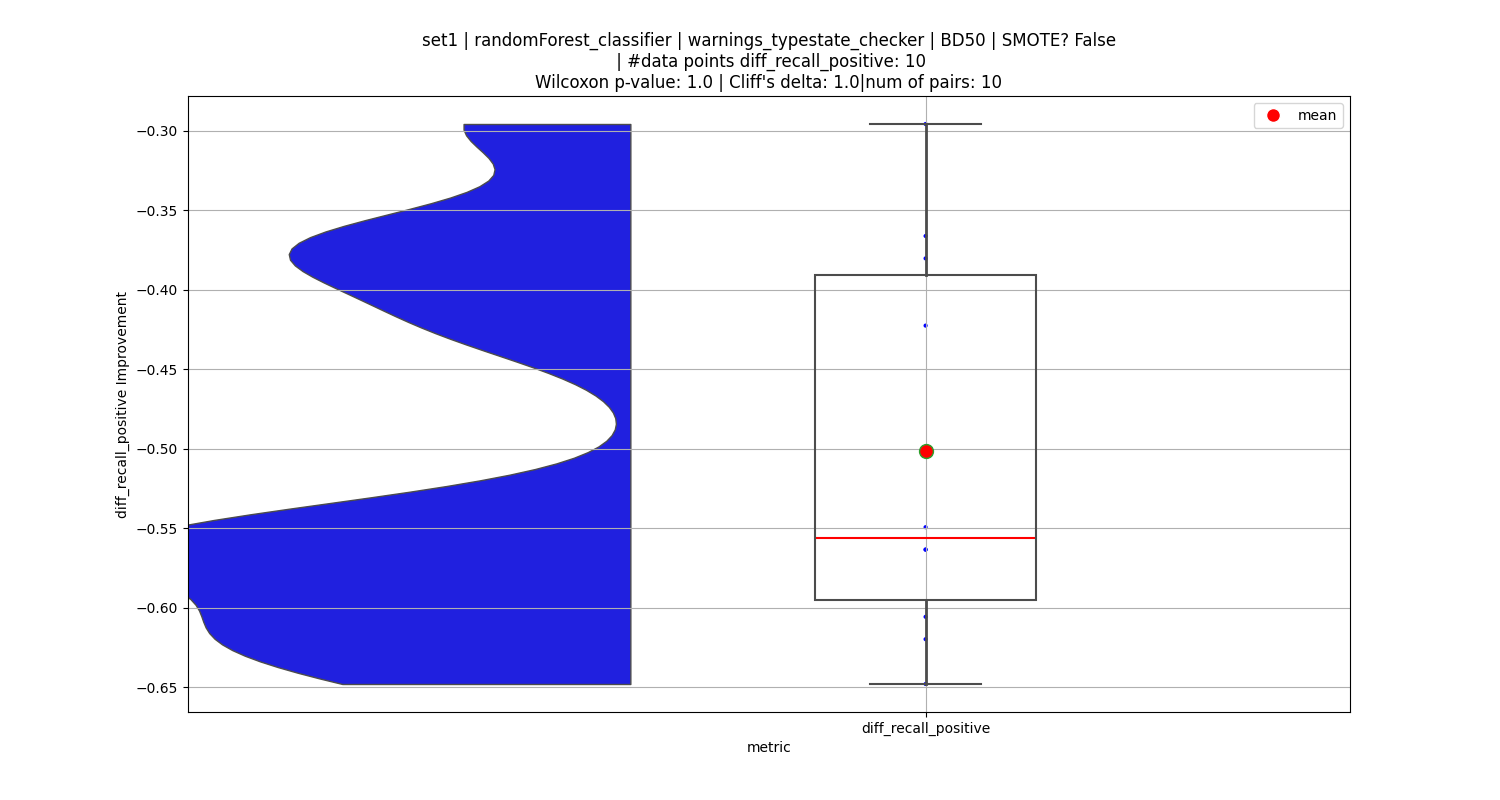 set1 | randomForest_classifier | warnings_typestate_checker | BD50 | SMOTE? False
| #data points diff_recall_positive: 10
Wilcoxon p-value: 1.0 | Cliff's delta: 1.0|num of pairs: 10
mean
−0.30
−0.35
−0.40
−0.45
−0.50
−0.55
−0.60
−0.65
diff_recall_positive Improvement
diff_recall_positive
metric